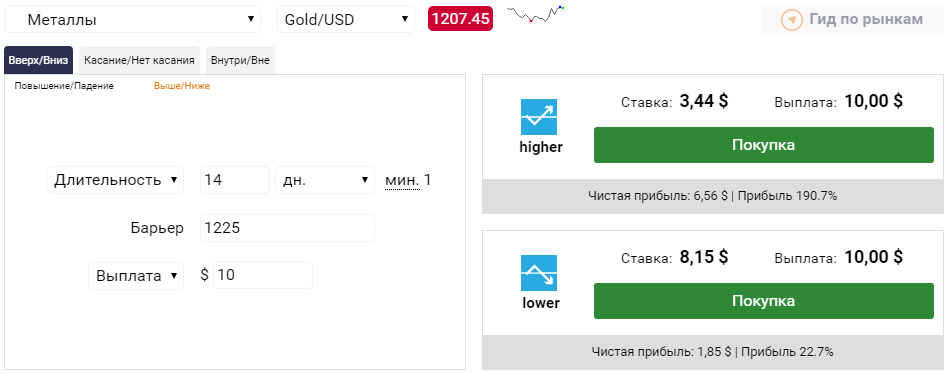 Металлы Gold/USD 1207.45 Гид по рынкам
Вверх/Вниз Касание/Нет касания Внутри/Вне
Повышение/Падение Выше/Ниже
Длительность 14 дн. мин. 1
Барьер 1225
Выплата $ 10
higher
Ставка: 3,44 $ Выплата: 10,00 $
Покупка
Чистая прибыль: 6,56 $ | Прибыль 190.7%
lower
Ставка: 8,15 $ Выплата: 10,00 $
Покупка
Чистая прибыль: 1,85 $ | Прибыль 22.7%